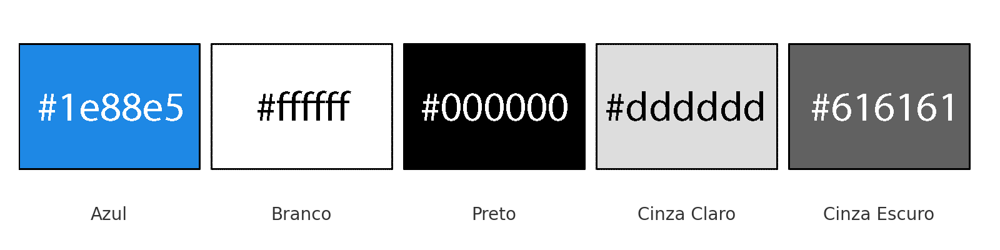 #1e88e5 #ffffff #000000 #dddddd #616161
Azul Branco Preto Cinza Claro Cinza Escuro